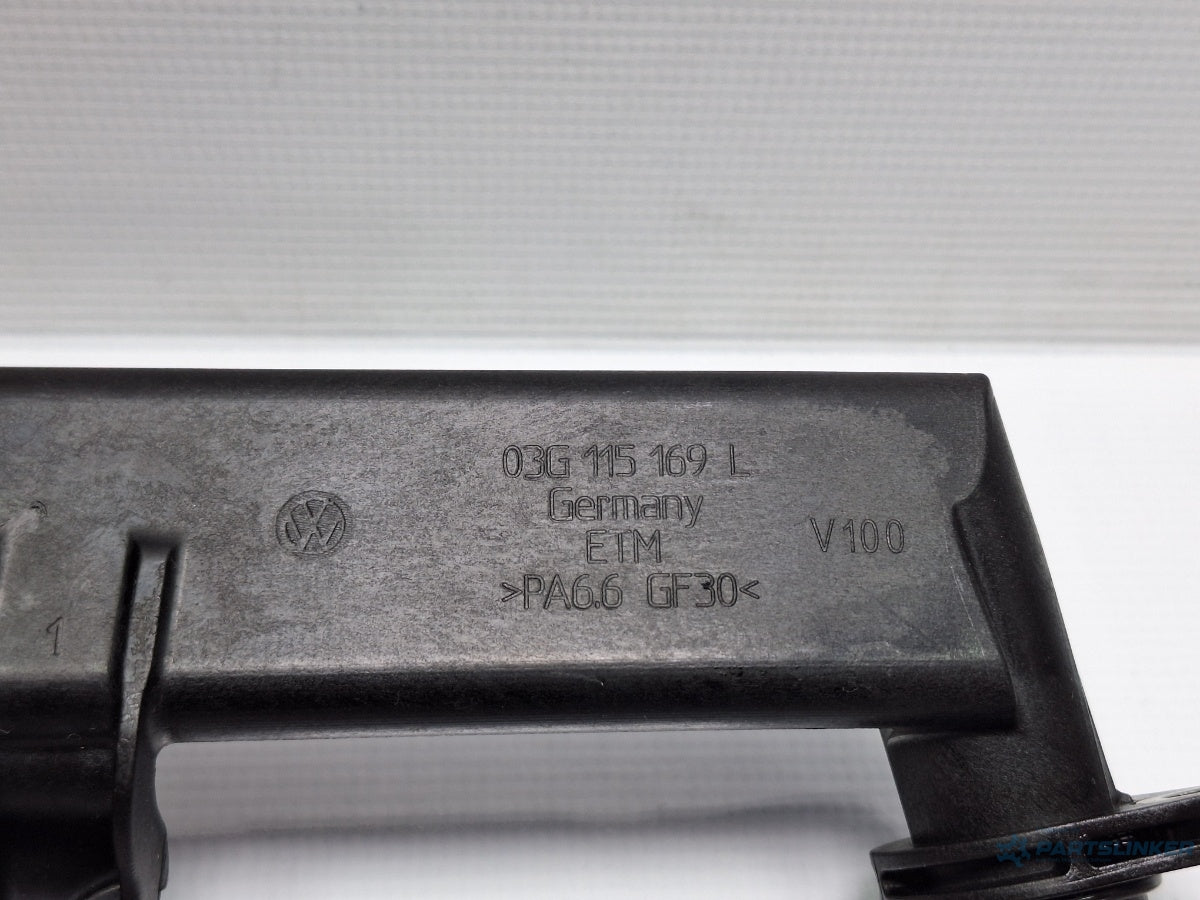 03G 115 169 L
Germany
ETM
>PA6.6 GF30<
V100
1
PARTSLINKER